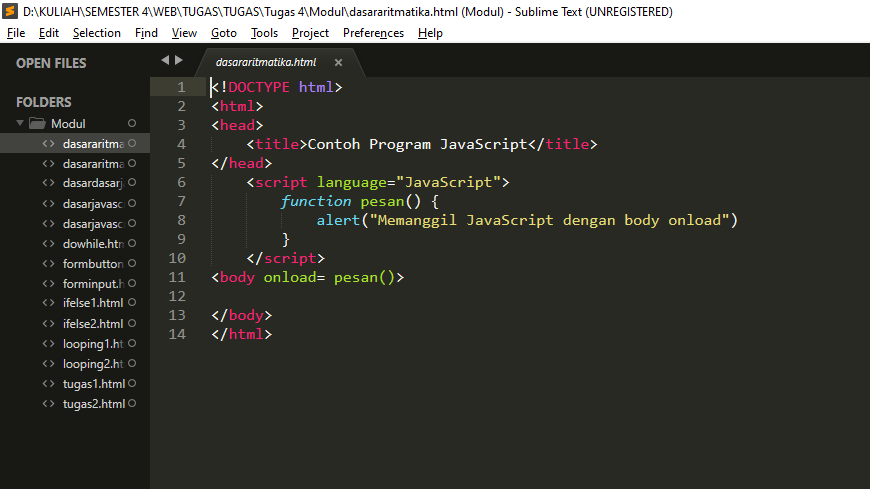 D:\KULIAH\SEMESTER 4\WEB\TUGAS\TUGAS\Tugas 4\Modul\dasararitmatika.html (Modul) - Sublime Text (UNREGISTERED)
File Edit Selection Find View Goto Tools Project Preferences Help
OPEN FILES
FOLDERS
Modul
dasararitma
dasararitma
dasardasarj
dasarjavasc
dasarjavasc
dowhile.htm
formbutton
forminput.h
ifelse1.html
ifelse2.html
looping1.ht
looping2.ht
tugas1.html
tugas2.html
dasararitmatika.html
1 <!DOCTYPE html>
2 <html>
3 <head>
4     <title>Contoh Program JavaScript</title>
5 </head>
6     <script language="JavaScript">
7         function pesan() {
8             alert("Memanggil JavaScript dengan body onload")
9         }
10     </script>
11 <body onload= pesan()>
12
13 </body>
14 </html>